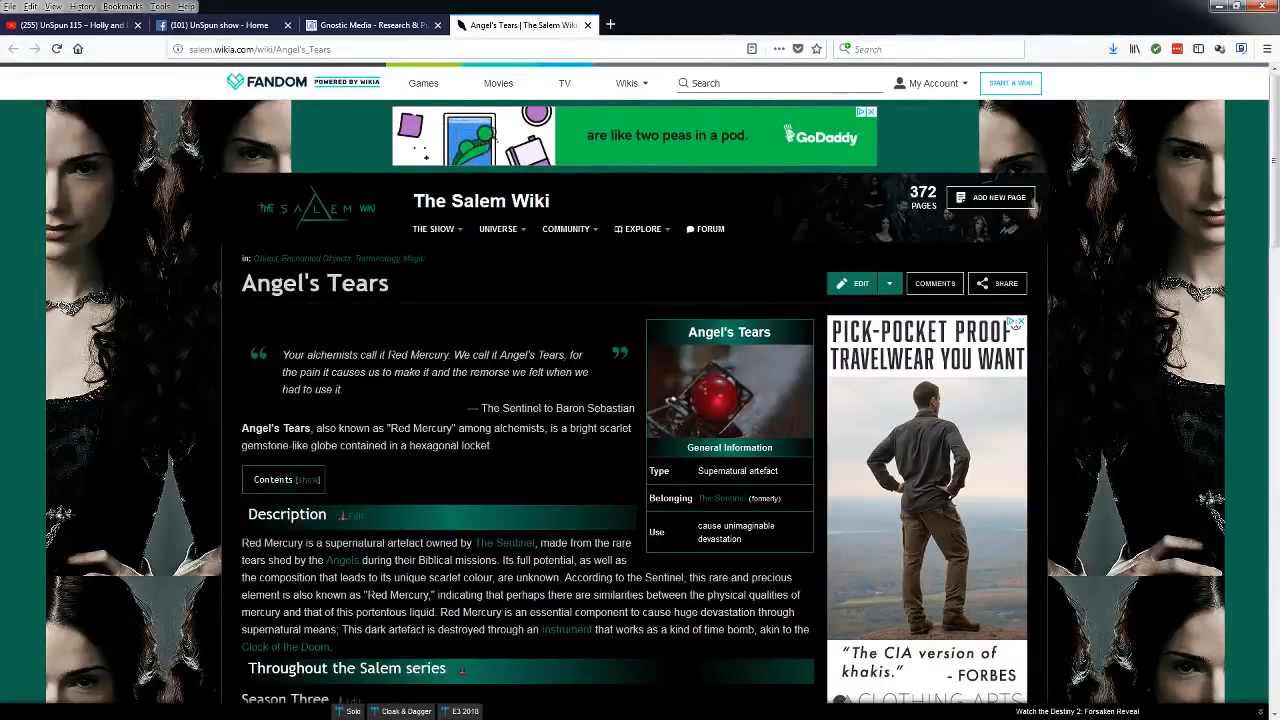 File Edit View History Bookmarks Tools Help
(255) UnSpun 115 – Holly and J
(101) UnSpun show - Home
Gnostic Media - Research & Pu
Angel's Tears | The Salem Wiki
salem.wikia.com/wiki/Angel's_Tears
Search
FANDOM POWERED BY WIKIA
Games
Movies
TV
Wikis
Search
My Account
START A WIKI
are like two peas in a pod.
GoDaddy
THE SALEM WIKI
The Salem Wiki
372
PAGES
ADD NEW PAGE
THE SHOW
UNIVERSE
COMMUNITY
EXPLORE
FORUM
in: Object, Enchanted Objects, Terminology, Magic
Angel's Tears
EDIT
COMMENTS
SHARE
“ Your alchemists call it Red Mercury. We call it Angel's Tears, for ”
the pain it causes us to make it and the remorse we felt when we
had to use it.
— The Sentinel to Baron Sebastian
Angel's Tears, also known as "Red Mercury" among alchemists, is a bright scarlet
gemstone-like globe contained in a hexagonal locket.
Contents [show]
Angel's Tears
General Information
Type Supernatural artefact
Belonging The Sentinel (formerly)
Use cause unimaginable
devastation
Description Edit
Red Mercury is a supernatural artefact owned by The Sentinel, made from the rare
tears shed by the Angels during their Biblical missions. Its full potential, as well as
the composition that leads to its unique scarlet colour, are unknown. According to the Sentinel, this rare and precious
element is also known as "Red Mercury," indicating that perhaps there are similarities between the physical qualities of
mercury and that of this portentous liquid. Red Mercury is an essential component to cause huge devastation through
supernatural means; This dark artefact is destroyed through an Instrument that works as a kind of time bomb, akin to the
Clock of the Doom.
Throughout the Salem series
Season Three Edit
PICK-POCKET PROOF
TRAVELWEAR YOU WANT
“The CIA version of
khakis.”
- FORBES
CLOTHING ARTS
Solo
Cloak & Dagger
E3 2018
Watch the Destiny 2: Forsaken Reveal